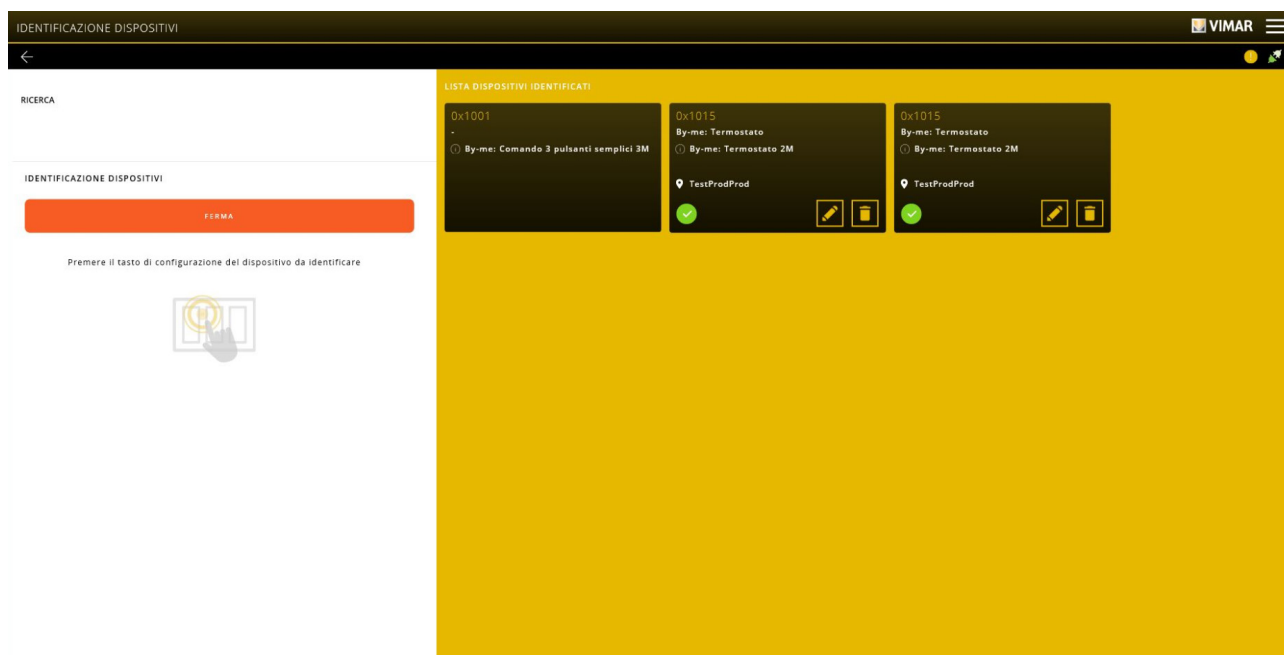 IDENTIFICAZIONE DISPOSITIVI
VIMAR
RICERCA
IDENTIFICAZIONE DISPOSITIVI
FERMA
Premere il tasto di configurazione del dispositivo da identificare
LISTA DISPOSITIVI IDENTIFICATI
0x1001
-
By-me: Comando 3 pulsanti semplici 3M
0x1015
By-me: Termostato
By-me: Termostato 2M
TestProdProd
0x1015
By-me: Termostato
By-me: Termostato 2M
TestProdProd